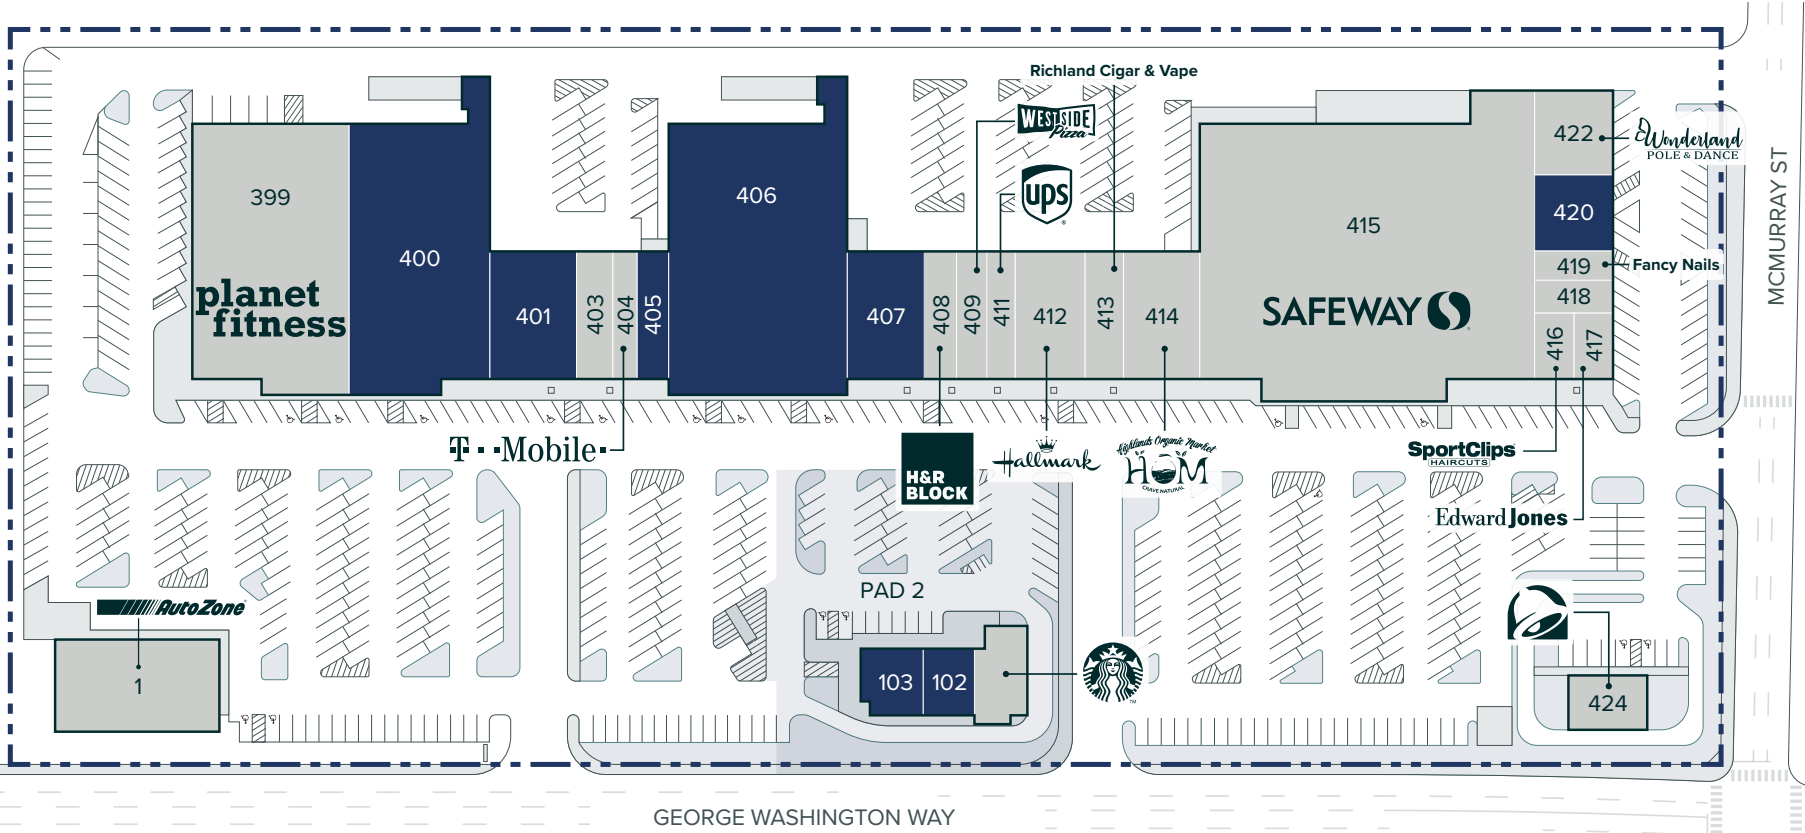 Richland Cigar & Vape
WESTSIDE
Pizza
ups
422
Wonderland
POLE & DANCE
399
406
420
415
400
419
Fancy Nails
418
planet
fitness
401
403
404
405
407
408
409
411
412
413
414
SAFEWAY
416
417
MCMURRAY ST
T··Mobile·
H&R
BLOCK
Hallmark
Highlands Organic Market
HOM
CRAVE NATURAL
SportClips
HAIRCUTS
Edward Jones
PAD 2
AutoZone
1
103
102
424
GEORGE WASHINGTON WAY